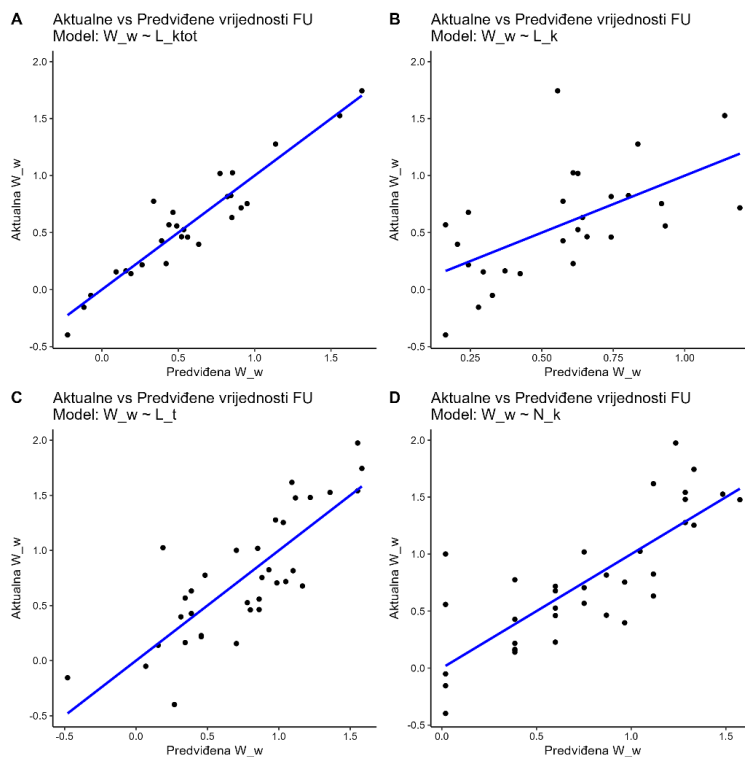 A
Aktualne vs Predviđene vrijednosti FU
Model: W_w ~ L_ktot
2.0
1.5
1.0
0.5
0.0
-0.5
Aktualna W_w
0.0
0.5
1.0
1.5
Predviđena W_w
B
Aktualne vs Predviđene vrijednosti FU
Model: W_w ~ L_k
2.0
1.5
1.0
0.5
0.0
-0.5
Aktualna W_w
0.25
0.50
0.75
1.00
Predviđena W_w
C
Aktualne vs Predviđene vrijednosti FU
Model: W_w ~ L_t
2.0
1.5
1.0
0.5
0.0
-0.5
Aktualna W_w
-0.5
0.0
0.5
1.0
1.5
Predviđena W_w
D
Aktualne vs Predviđene vrijednosti FU
Model: W_w ~ N_k
2.0
1.5
1.0
0.5
0.0
-0.5
Aktualna W_w
0.0
0.5
1.0
1.5
Predviđena W_w